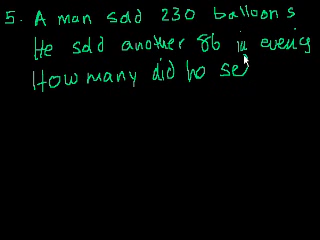 5. A man sold 230 balloons
He sold another 86 in evening
How many did he se